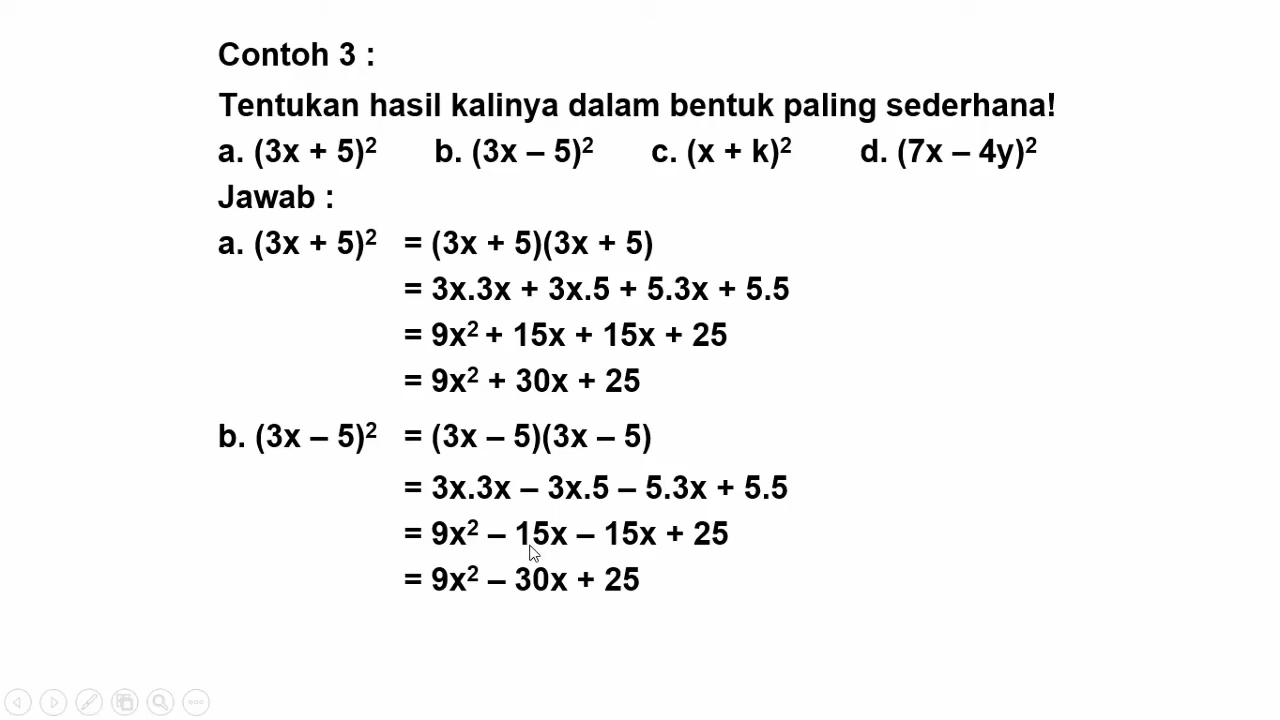 Contoh 3 :
Tentukan hasil kalinya dalam bentuk paling sederhana!
a. (3x + 5)² b. (3x – 5)² c. (x + k)² d. (7x – 4y)²
Jawab :
a. (3x + 5)² = (3x + 5)(3x + 5)
= 3x.3x + 3x.5 + 5.3x + 5.5
= 9x² + 15x + 15x + 25
= 9x² + 30x + 25
b. (3x – 5)² = (3x – 5)(3x – 5)
= 3x.3x – 3x.5 – 5.3x + 5.5
= 9x² – 15x – 15x + 25
= 9x² – 30x + 25